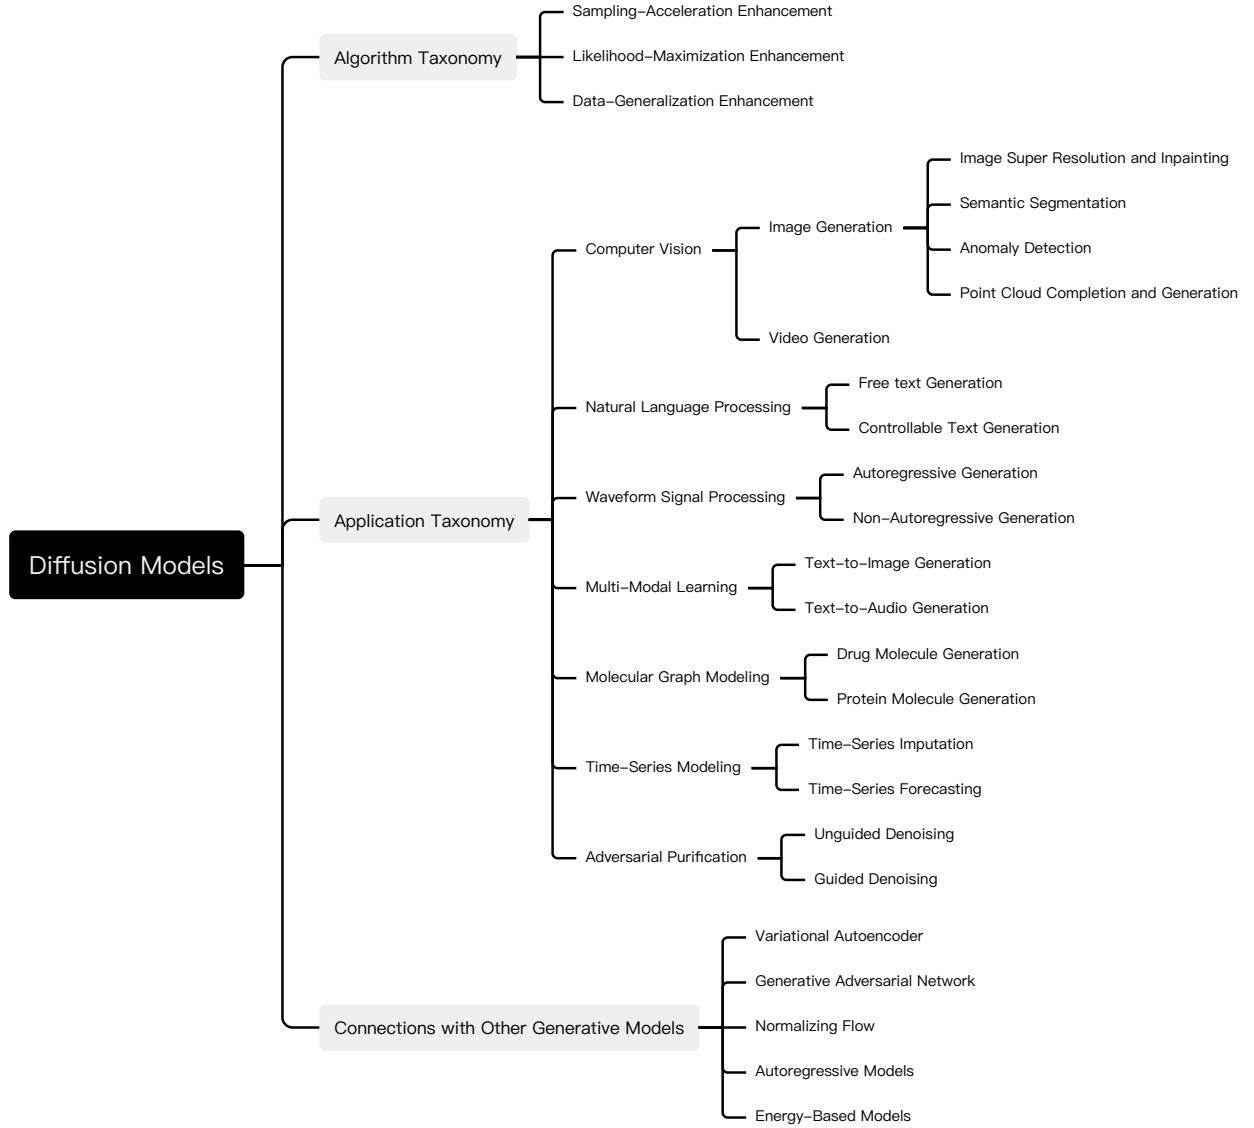 Diffusion Models
Algorithm Taxonomy
Sampling–Acceleration Enhancement
Likelihood–Maximization Enhancement
Data–Generalization Enhancement
Application Taxonomy
Computer Vision
Image Generation
Image Super Resolution and Inpainting
Semantic Segmentation
Anomaly Detection
Point Cloud Completion and Generation
Video Generation
Natural Language Processing
Free text Generation
Controllable Text Generation
Waveform Signal Processing
Autoregressive Generation
Non–Autoregressive Generation
Multi–Modal Learning
Text–to–Image Generation
Text–to–Audio Generation
Molecular Graph Modeling
Drug Molecule Generation
Protein Molecule Generation
Time–Series Modeling
Time–Series Imputation
Time–Series Forecasting
Adversarial Purification
Unguided Denoising
Guided Denoising
Connections with Other Generative Models
Variational Autoencoder
Generative Adversarial Network
Normalizing Flow
Autoregressive Models
Energy–Based Models